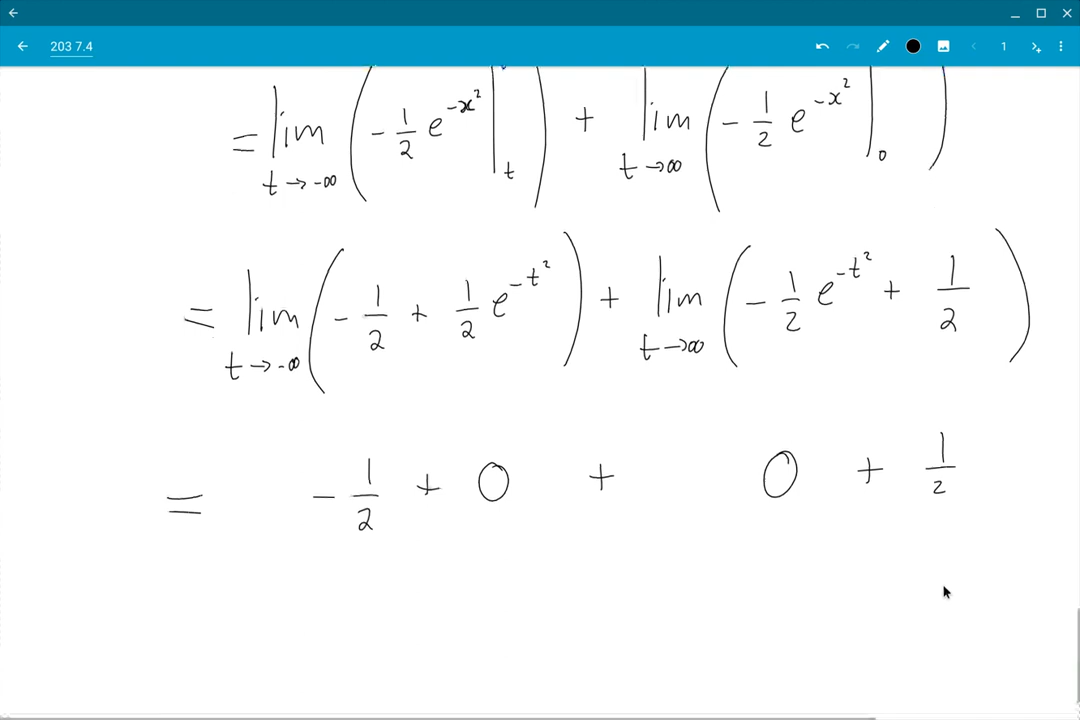 203 7.4
1
= lim t→-∞ ( - 1/2 e^{-x²} |_t ) + lim t→∞ ( - 1/2 e^{-x²} |_0 )
= lim t→-∞ ( - 1/2 + 1/2 e^{-t²} ) + lim t→∞ ( - 1/2 e^{-t²} + 1/2 )
= - 1/2 + 0 + 0 + 1/2